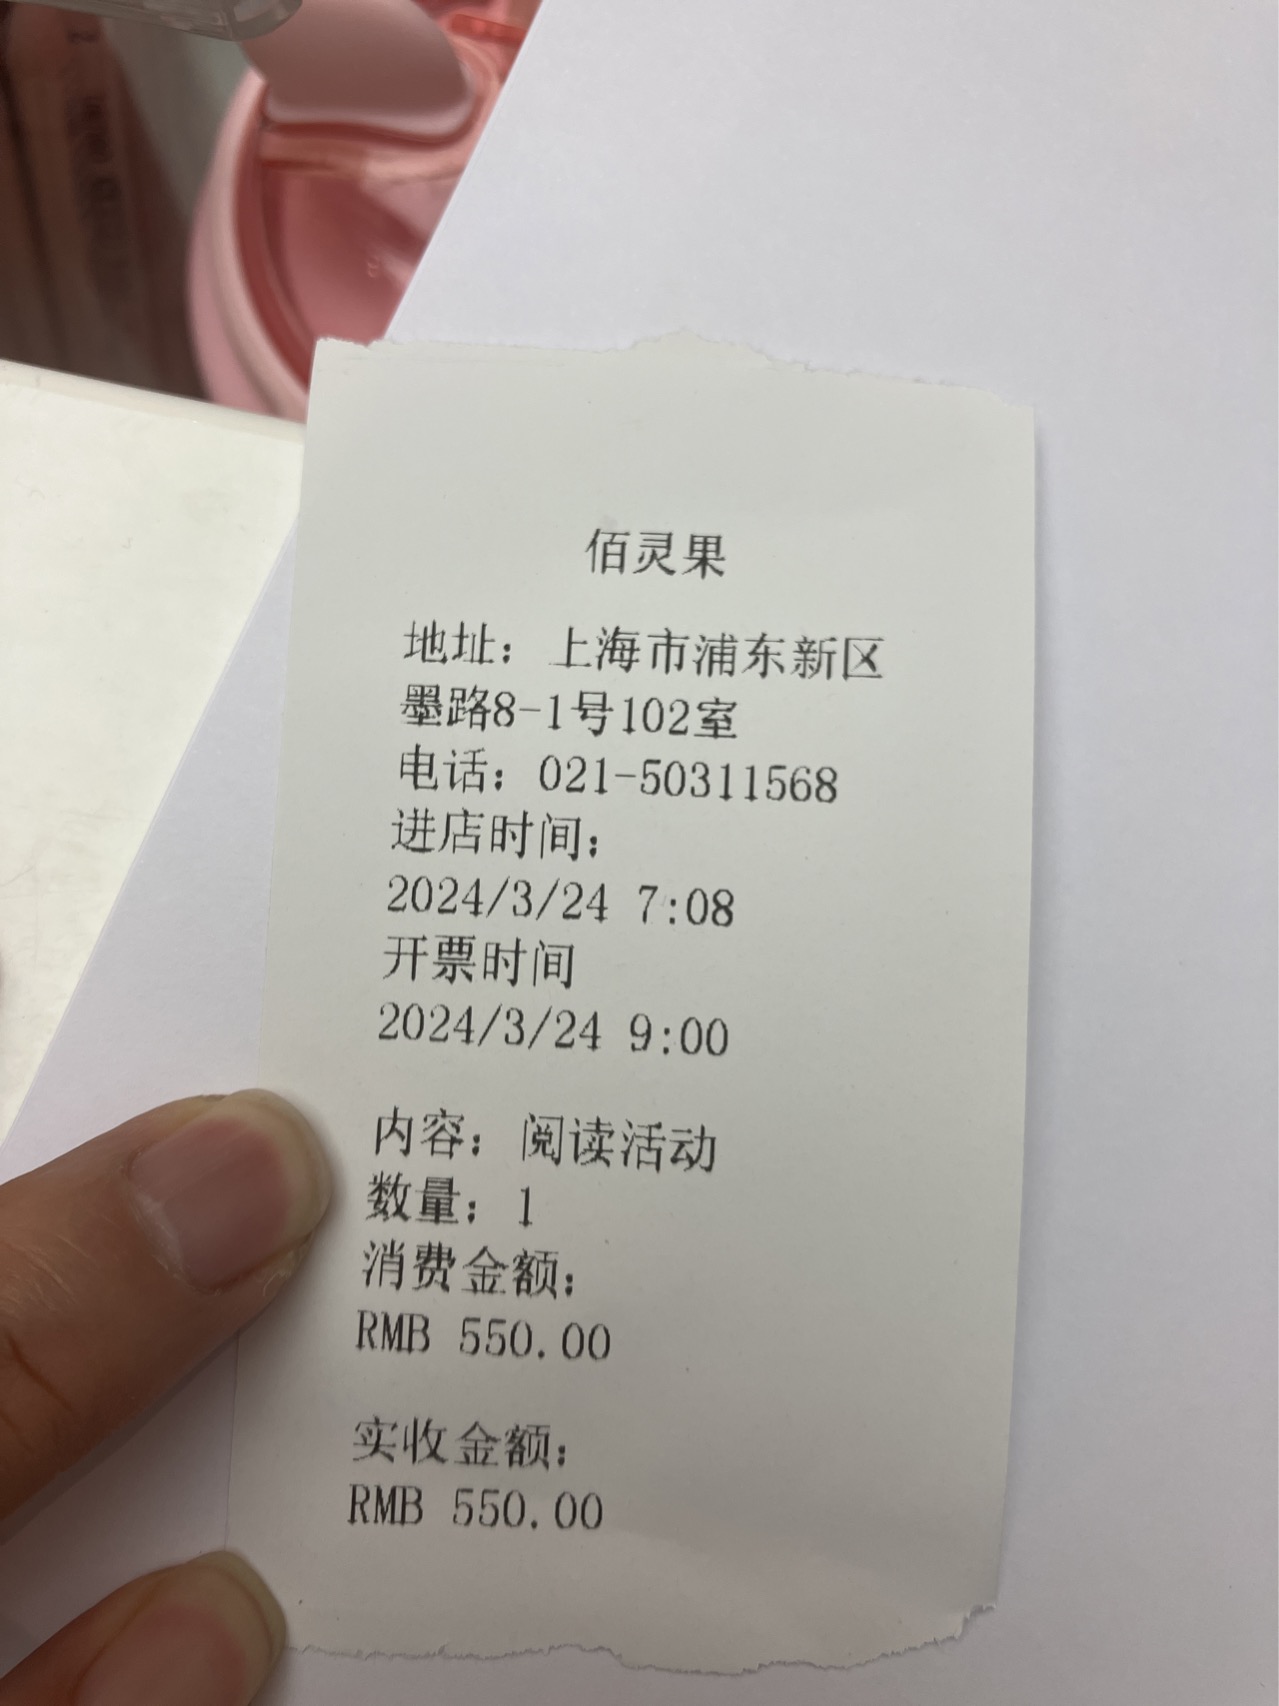 佰灵果
地址：上海市浦东新区
墨路8-1号102室
电话：021-50311568
进店时间：
2024/3/24 7:08
开票时间
2024/3/24 9:00
内容：阅读活动
数量：1
消费金额：
RMB 550.00
实收金额：
RMB 550.00